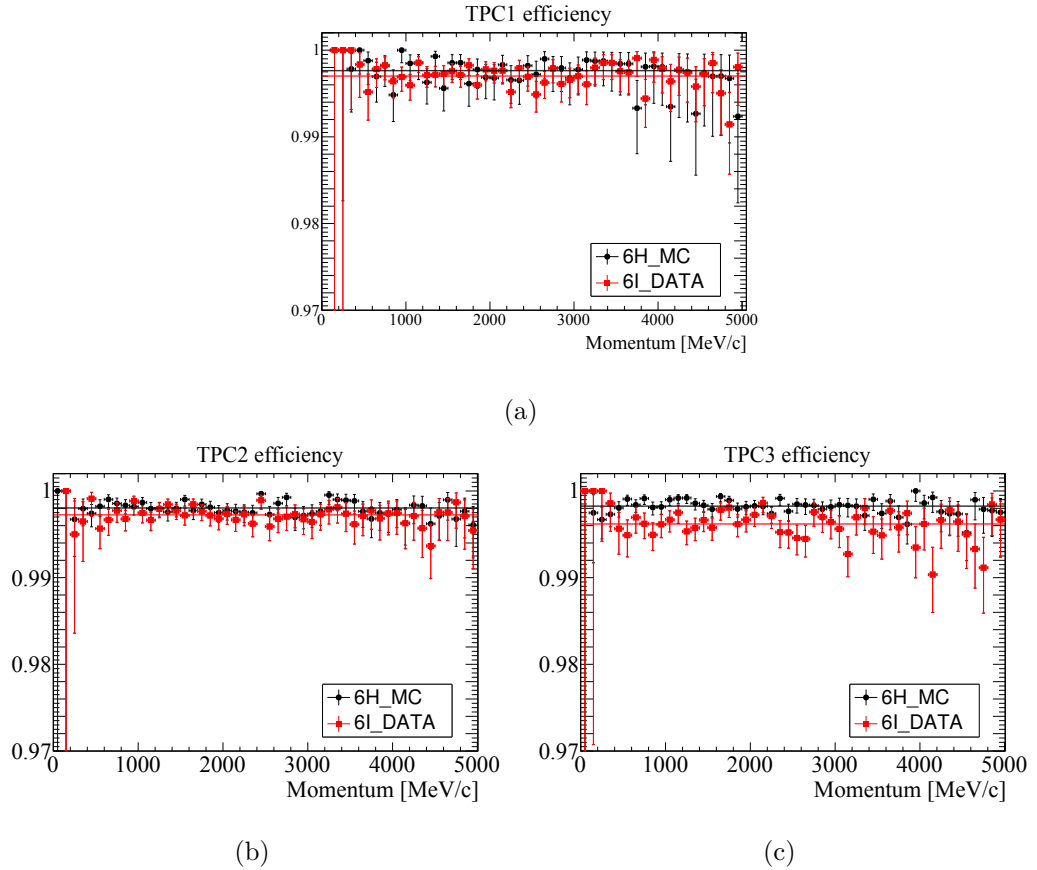 TPC1 efficiency
1
0.99
0.98
0.97
6H_MC
6I_DATA
0 1000 2000 3000 4000 5000
Momentum [MeV/c]
(a)
TPC2 efficiency
1
0.99
0.98
0.97
6H_MC
6I_DATA
0 1000 2000 3000 4000 5000
Momentum [MeV/c]
(b)
TPC3 efficiency
1
0.99
0.98
0.97
6H_MC
6I_DATA
0 1000 2000 3000 4000 5000
Momentum [MeV/c]
(c)